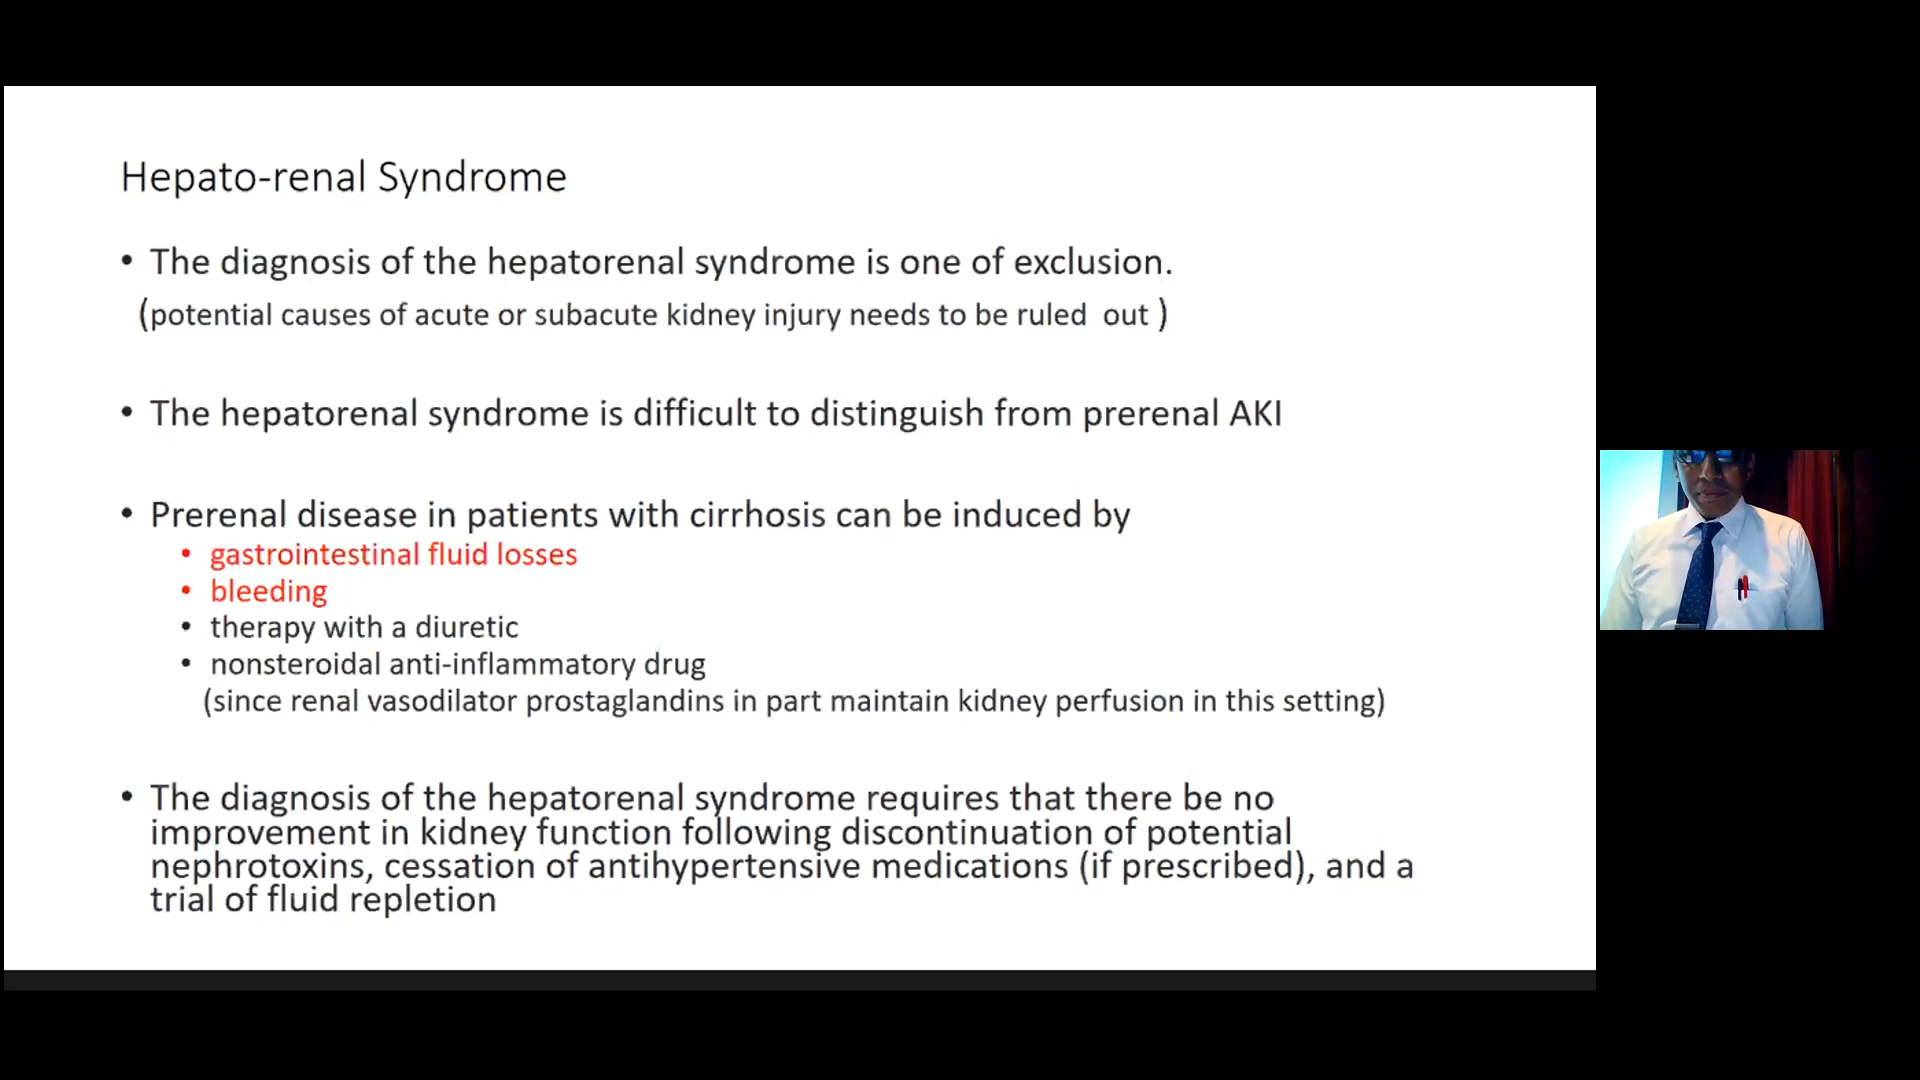 Hepato-renal Syndrome
• The diagnosis of the hepatorenal syndrome is one of exclusion.
(potential causes of acute or subacute kidney injury needs to be ruled  out )
• The hepatorenal syndrome is difficult to distinguish from prerenal AKI
• Prerenal disease in patients with cirrhosis can be induced by
• gastrointestinal fluid losses
• bleeding
• therapy with a diuretic
• nonsteroidal anti-inflammatory drug
(since renal vasodilator prostaglandins in part maintain kidney perfusion in this setting)
• The diagnosis of the hepatorenal syndrome requires that there be no
improvement in kidney function following discontinuation of potential
nephrotoxins, cessation of antihypertensive medications (if prescribed), and a
trial of fluid repletion